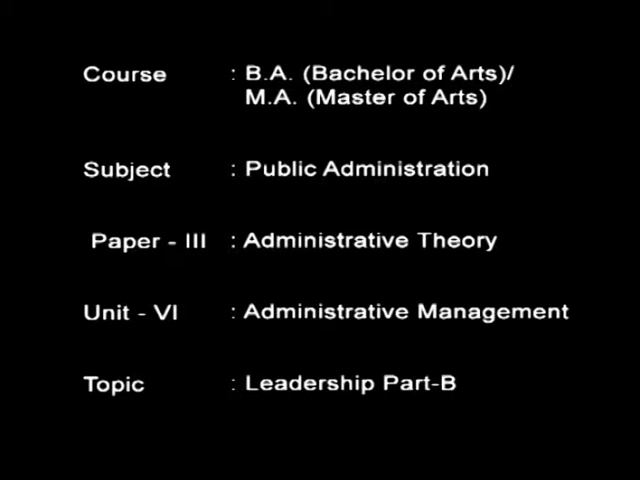 Course : B.A. (Bachelor of Arts)/
M.A. (Master of Arts)
Subject : Public Administration
Paper - III : Administrative Theory
Unit - VI : Administrative Management
Topic : Leadership Part-B